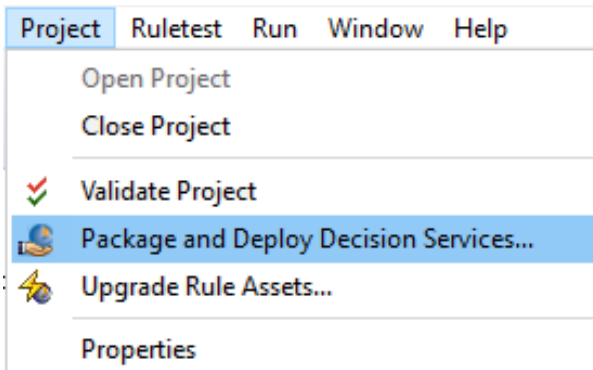 Project Ruletest Run Window Help
Open Project
Close Project
Validate Project
Package and Deploy Decision Services...
Upgrade Rule Assets...
Properties